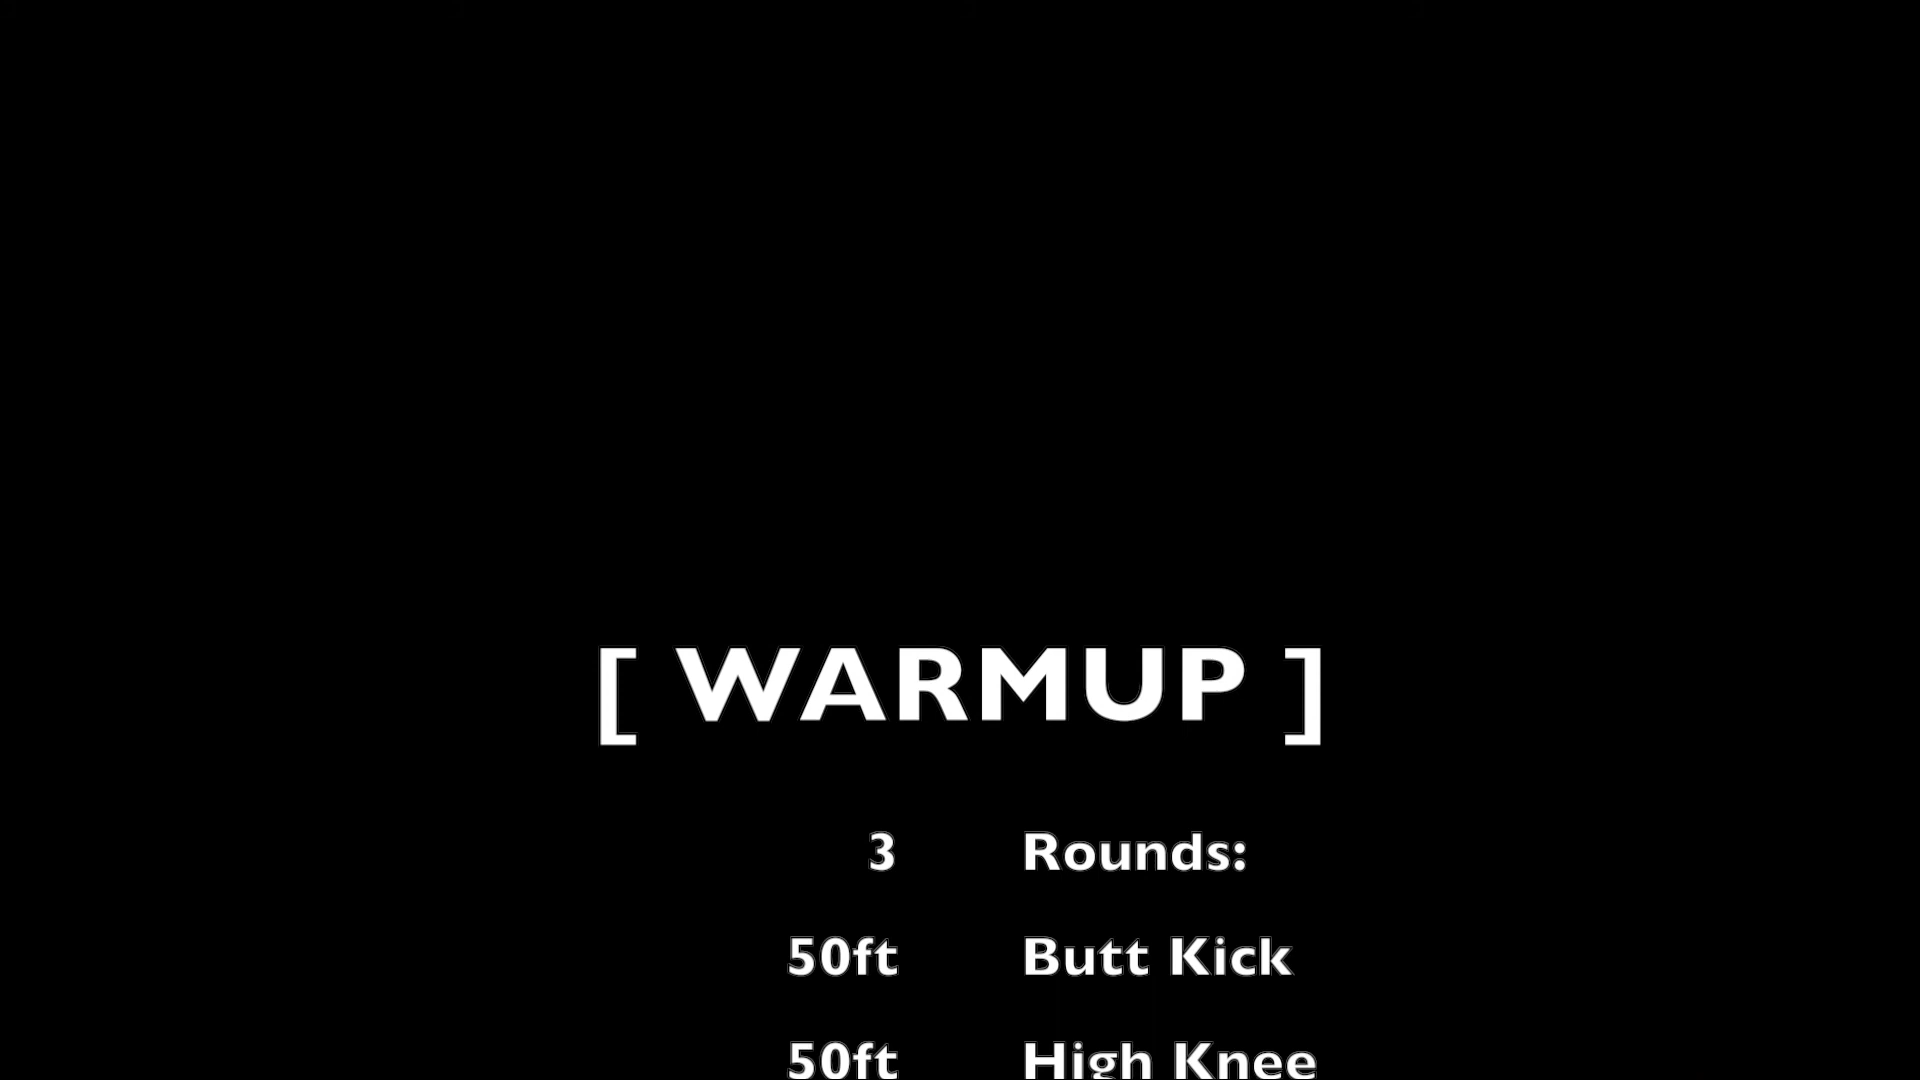 [ WARMUP ]
3 Rounds:
50ft Butt Kick
50ft High Knee